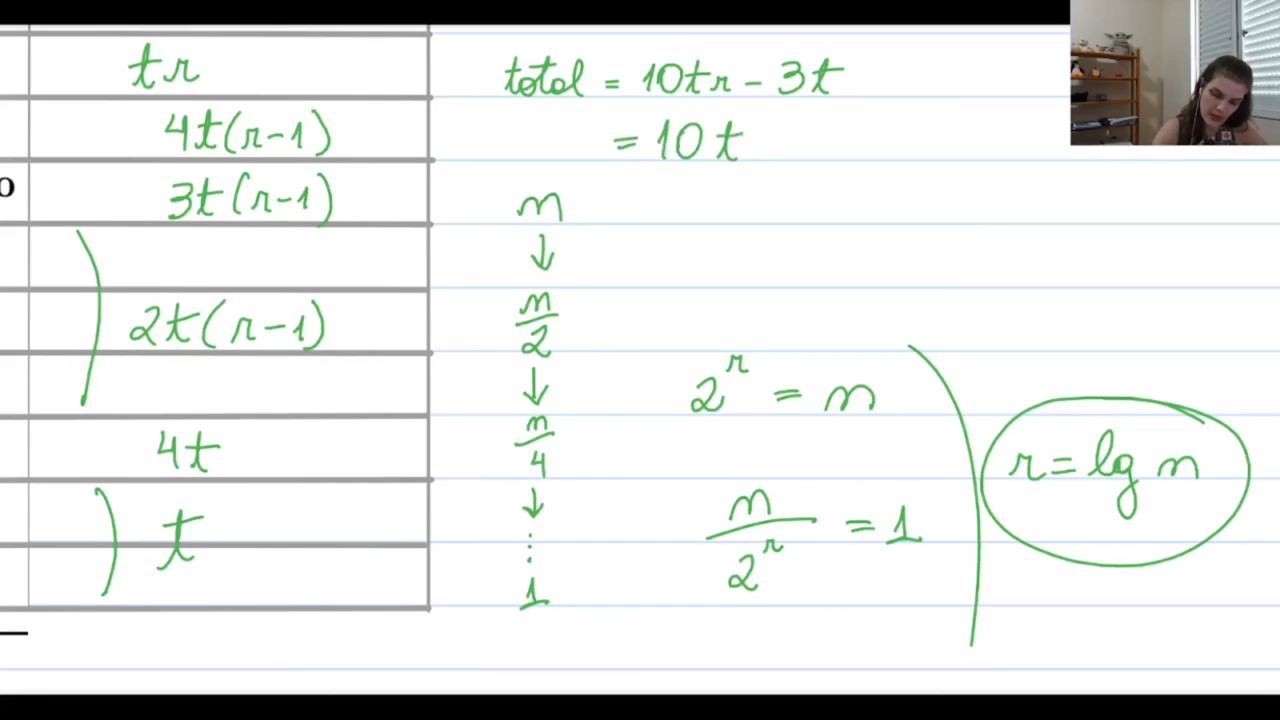 tr
4t(r-1)
o
3t(r-1)
2t(r-1)
4t
t
total = 10tr - 3t
= 10t
n
↓
n/2
↓
n/4
↓
⋮
1
2^r = n
n/2^r = 1
r = lg n